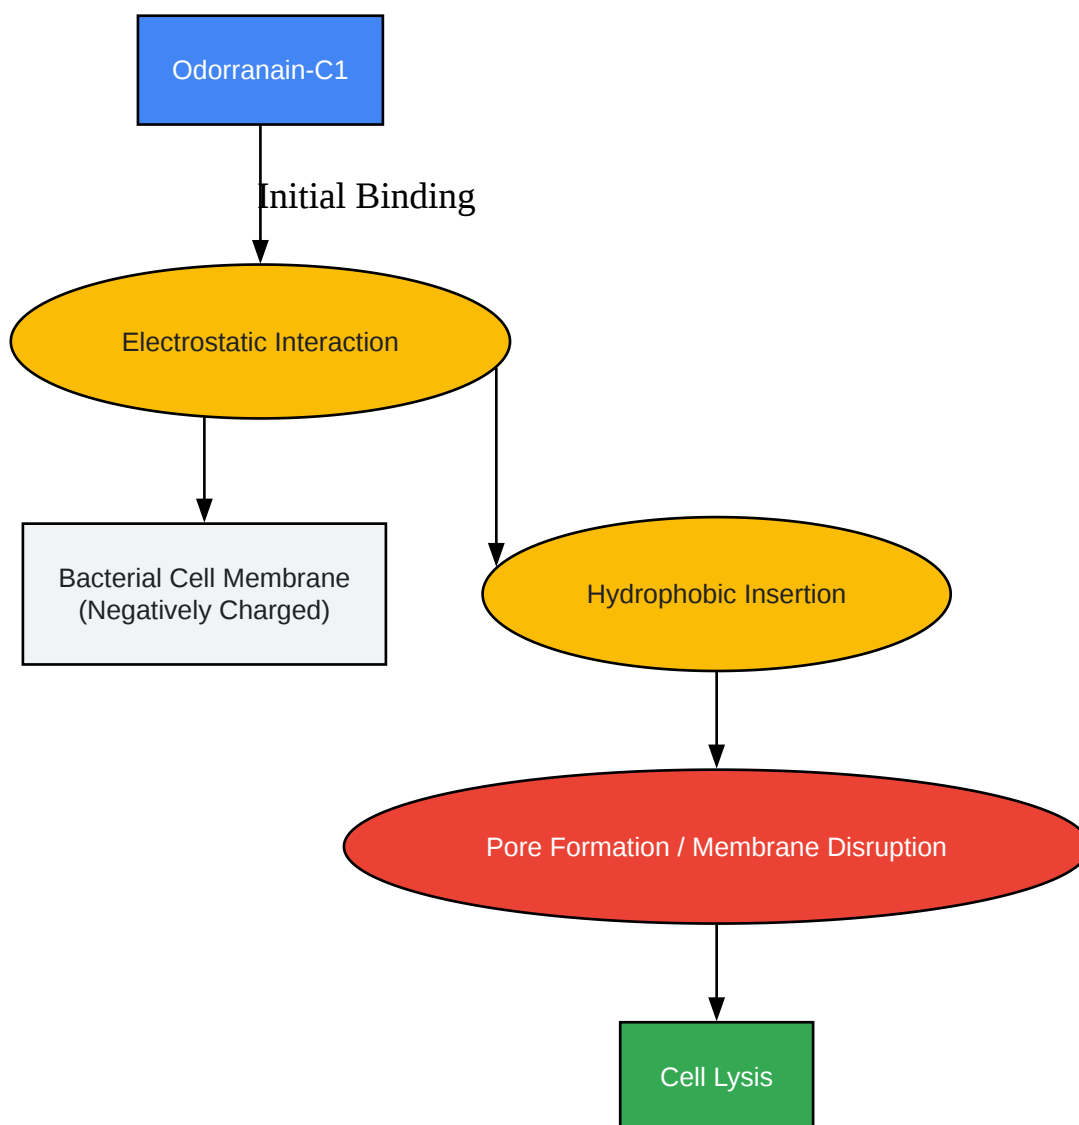 Odorranain-C1
Initial Binding
Electrostatic Interaction
Bacterial Cell Membrane
(Negatively Charged)
Hydrophobic Insertion
Pore Formation / Membrane Disruption
Cell Lysis